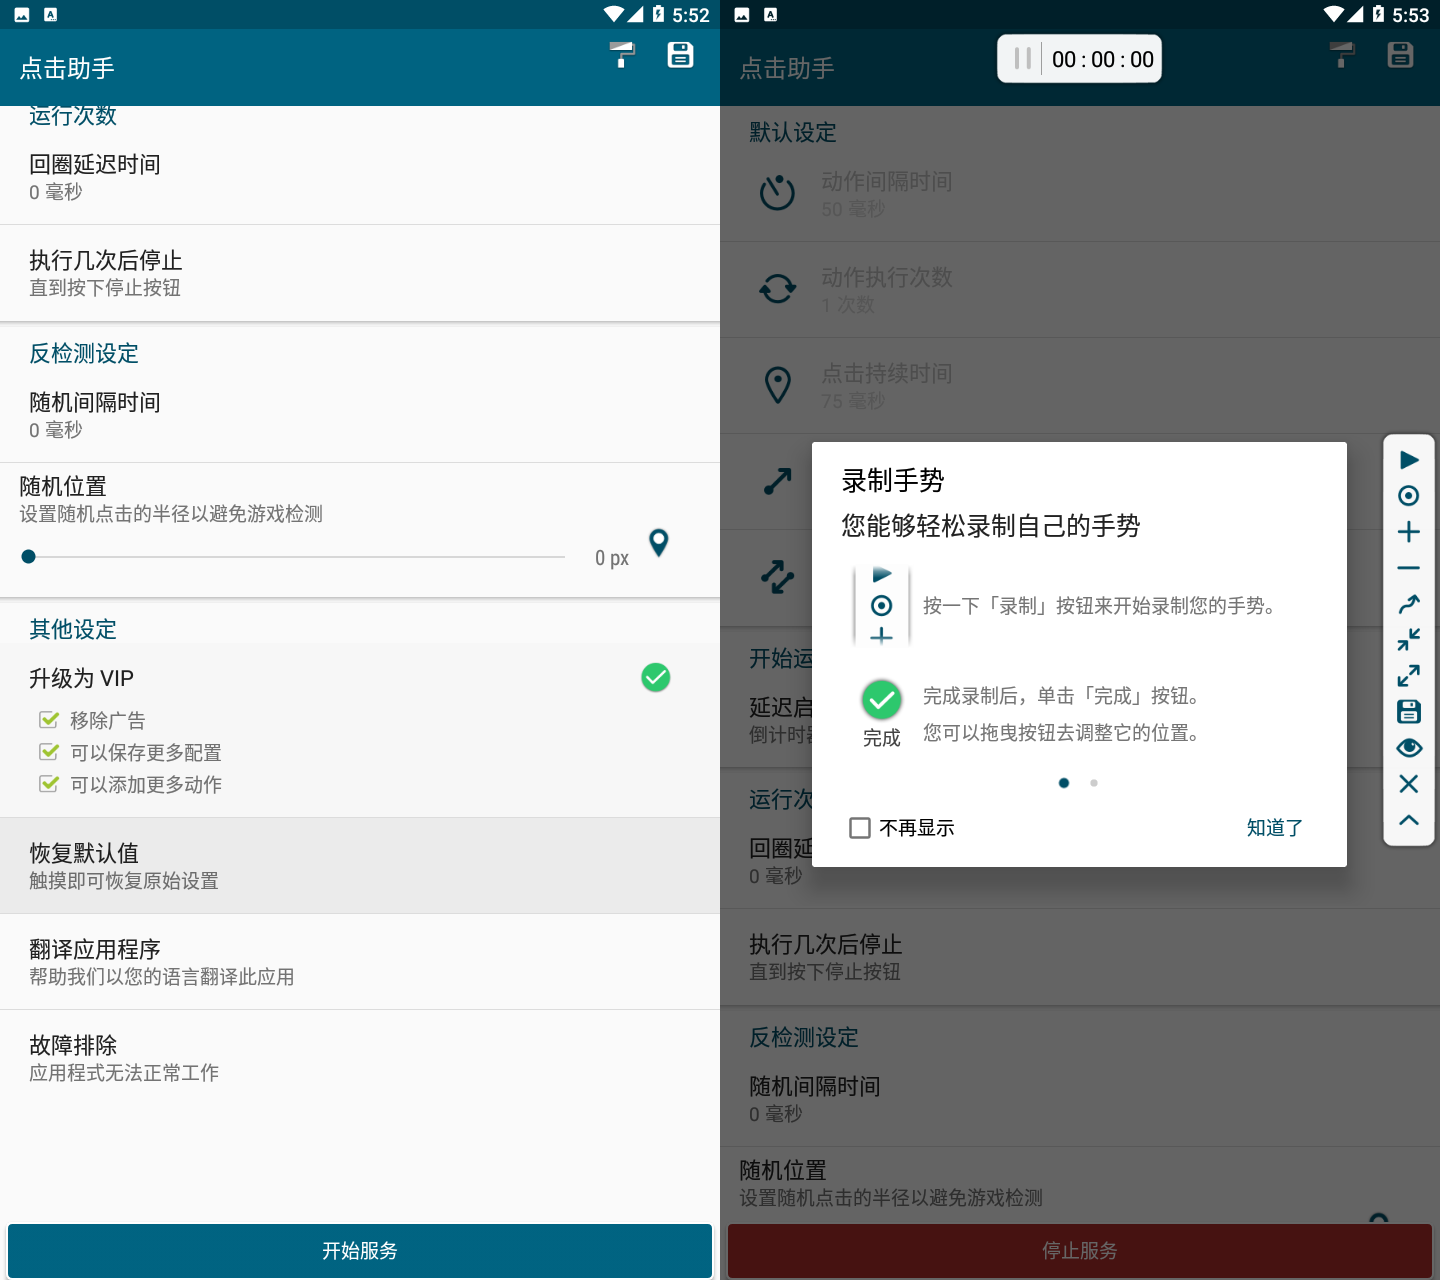 5:52
点击助手
运行次数
回圈延迟时间
0 毫秒
执行几次后停止
直到按下停止按钮
反检测设定
随机间隔时间
0 毫秒
随机位置
设置随机点击的半径以避免游戏检测
0 px
其他设定
升级为 VIP
移除广告
可以保存更多配置
可以添加更多动作
恢复默认值
触摸即可恢复原始设置
翻译应用程序
帮助我们以您的语言翻译此应用
故障排除
应用程式无法正常工作
开始服务
5:53
点击助手
00 : 00 : 00
默认设定
动作间隔时间
50 毫秒
动作执行次数
1 次数
点击持续时间
75 毫秒
录制手势
您能够轻松录制自己的手势
按一下「录制」按钮来开始录制您的手势。
完成录制后，单击「完成」按钮。
完成
您可以拖曳按钮去调整它的位置。
不再显示
知道了
开始运
延迟启
倒计时
运行次
回圈延
0 毫秒
执行几次后停止
直到按下停止按钮
反检测设定
随机间隔时间
0 毫秒
随机位置
设置随机点击的半径以避免游戏检测
停止服务